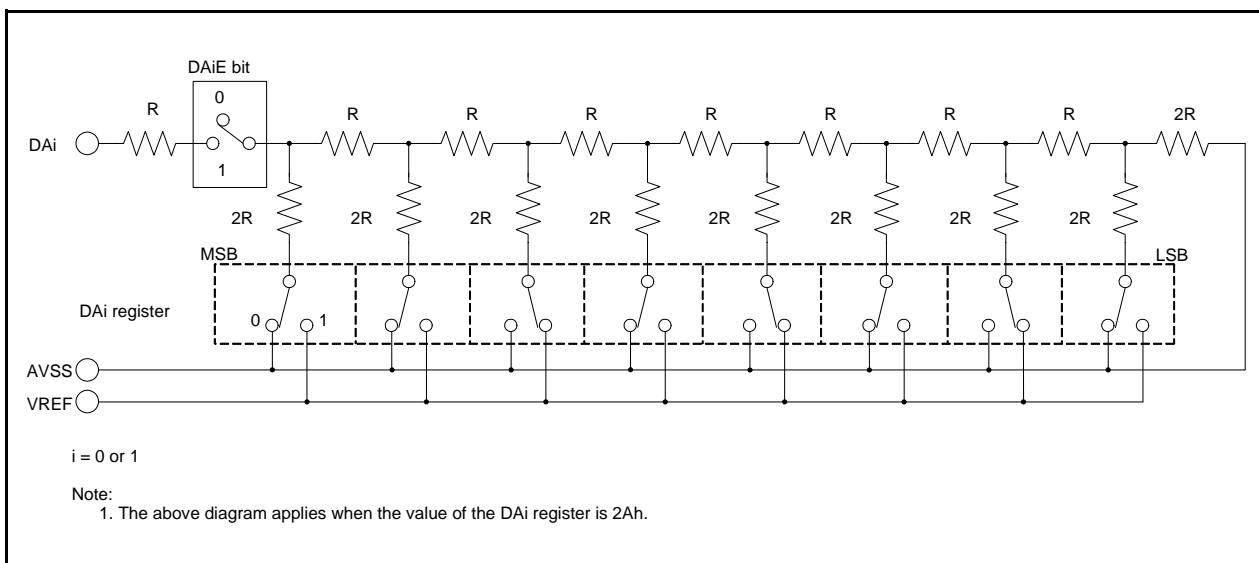 DAiE bit
0
1
R
R
R
R
R
R
R
R
2R
DAi
2R
2R
2R
2R
2R
2R
2R
2R
MSB
LSB
DAi register
0
1
AVSS
VREF
i = 0 or 1
Note:
1. The above diagram applies when the value of the DAi register is 2Ah.